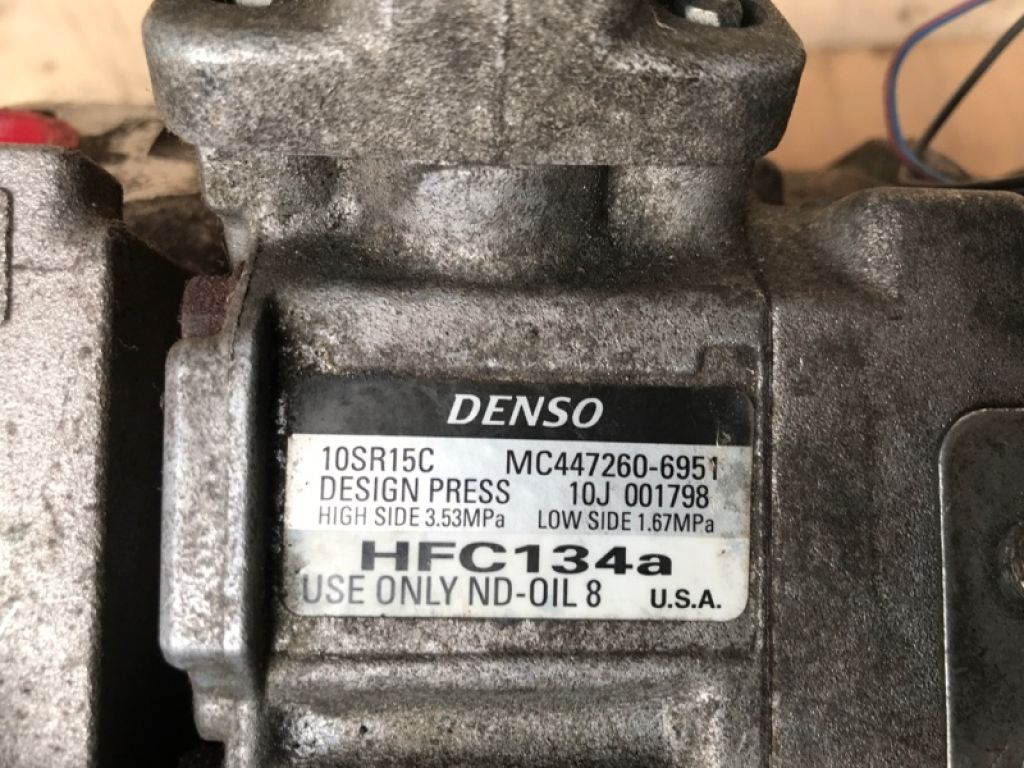 DENSO
10SR15C MC447260-6951
DESIGN PRESS 10J 001798
HIGH SIDE 3.53MPa LOW SIDE 1.67MPa
HFC134a
USE ONLY ND-OIL 8 U.S.A.